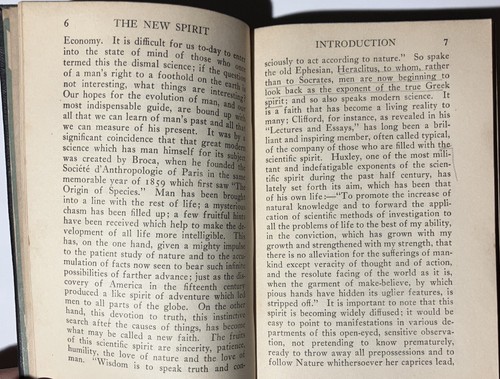 6 THE NEW SPIRIT
Economy. It is difficult for us to-day to enter
into the state of mind of those who once
termed this the dismal science; if the question
of a man's right to a foothold on the earth is
not interesting, what things are interesting?
Our hopes for the evolution of man, and our
most indispensable guide, are bound up with
all that we can learn of man's past and all that
we can measure of his present. It was by a
significant coincidence that that great modern
science which has man himself for its subject
was created by Broca, when he founded the
Société d'Anthropologie of Paris in the same
memorable year of 1859 which first saw "The
Origin of Species." Man has been brought
into a line with the rest of life; a mysterious
chasm has been filled up; a few fruitful hints
have been received which help to make the de-
velopment of all life more intelligible. This
has, on the one hand, given a mighty impulse
to the patient study of nature and to the accu-
mulation of facts now seen to bear such infinite
possibilities of farther advance; just as the dis-
covery of America in the fifteenth century
produced a like spirit of adventure which led
men to all parts of the globe. On the other
hand, this devotion to truth, this instinctive
search after the causes of things, has become
what may be called a new faith. The fruits
of this scientific spirit are sincerity, patience,
humility, the love of nature and the love of
man. "Wisdom is to speak truth and con-
INTRODUCTION 7
sciously to act according to nature." So spake
the old Ephesian, Heraclitus, to whom, rather
than to Socrates, men are now beginning to
look back as the exponent of the true Greek
spirit; and so also speaks modern science. It
is a faith that has become a living reality to
many; Clifford, for instance, as revealed in his
"Lectures and Essays," has long been a bril-
liant and inspiring member, often called typical,
of the company of those who are filled with the
scientific spirit. Huxley, one of the most mili-
tant and indefatigable exponents of the scien-
tific spirit during the past half century, has
lately set forth its aim, which has been that
of his own life:—"To promote the increase of
natural knowledge and to forward the appli-
cation of scientific methods of investigation to
all the problems of life to the best of my ability,
in the conviction, which has grown with my
growth and strengthened with my strength, that
there is no alleviation for the sufferings of man-
kind except veracity of thought and of action,
and the resolute facing of the world as it is,
when the garment of make-believe, by which
pious hands have hidden its uglier features, is
stripped off." It is important to note that this
spirit is becoming widely diffused; it would be
easy to point to manifestations in various de-
partments of this open-eyed, sensitive observa-
tion, not pretending to know prematurely,
ready to throw away all prepossessions and to
follow Nature whithersoever her caprices lead,